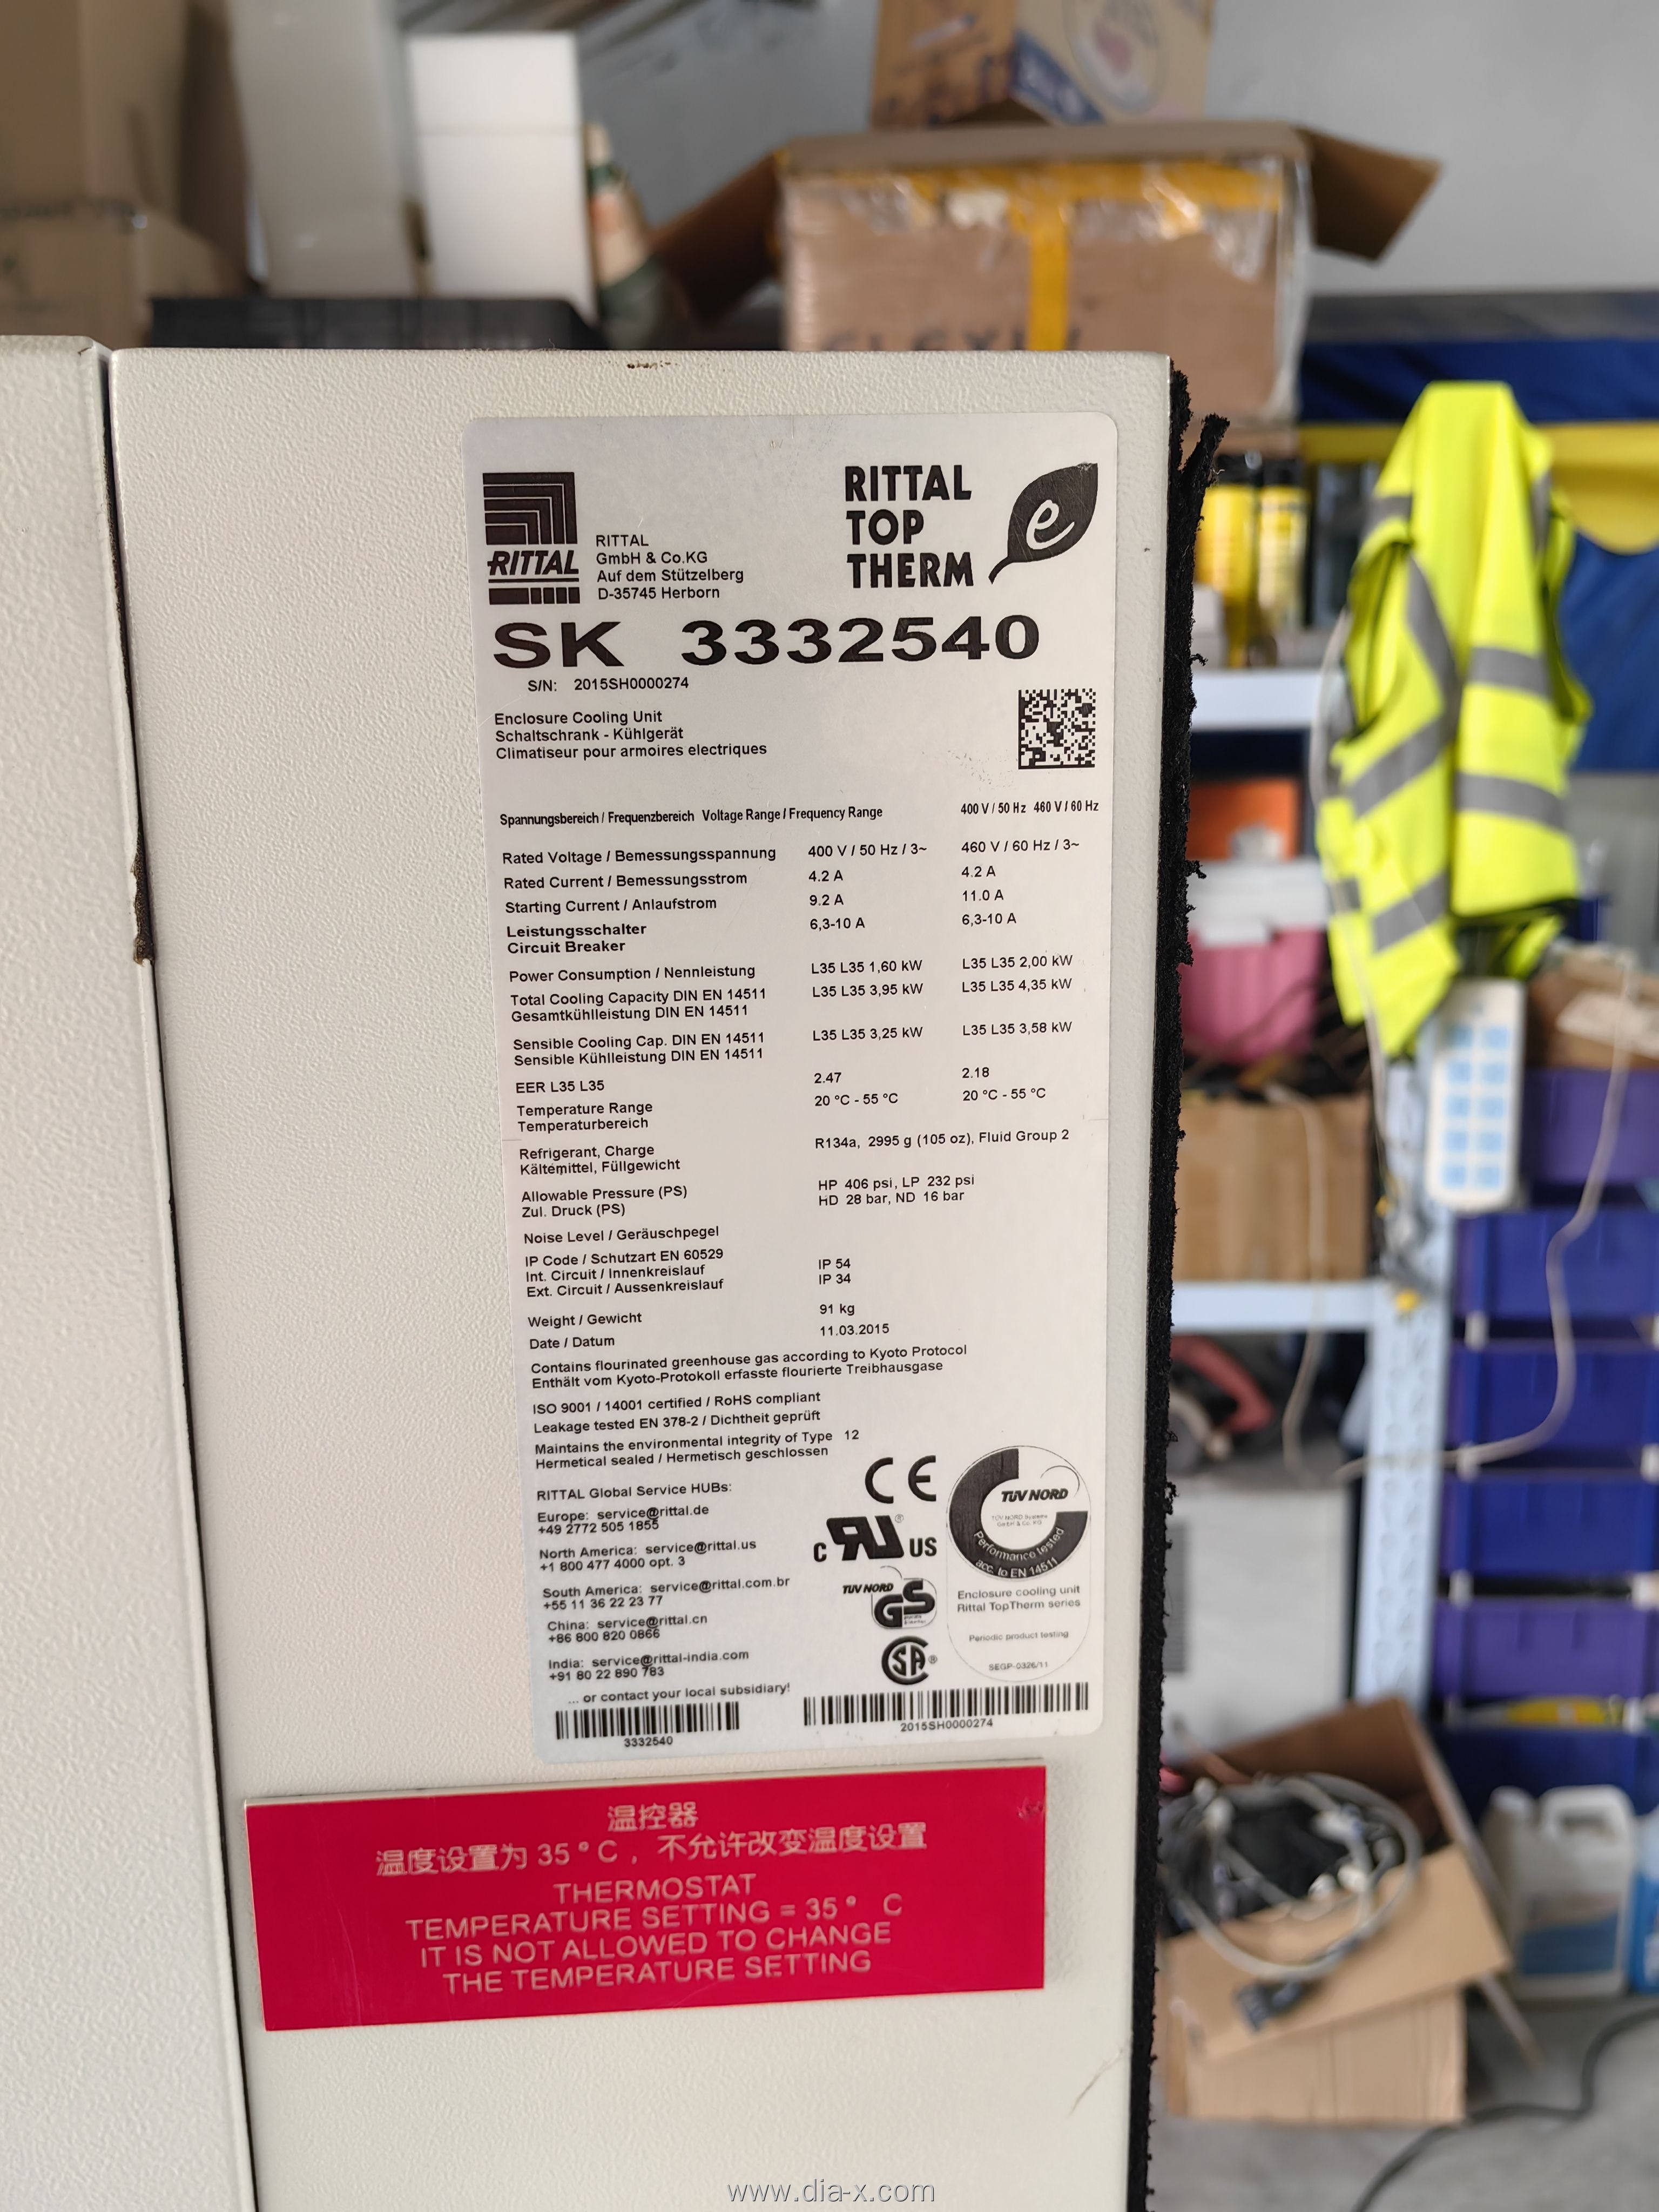 RITTAL
RITTAL
GmbH & Co.KG
Auf dem Stützelberg
D-35745 Herborn
RITTAL
TOP
THERM
e
SK 3332540
S/N: 2015SH0000274
Enclosure Cooling Unit
Schaltschrank - Kühlgerät
Climatiseur pour armoires electriques
Spannungsbereich / Frequenzbereich Voltage Range / Frequency Range 400 V / 50 Hz 460 V / 60 Hz
Rated Voltage / Bemessungsspannung 400 V / 50 Hz / 3~ 460 V / 60 Hz / 3~
Rated Current / Bemessungsstrom 4.2 A 4.2 A
Starting Current / Anlaufstrom 9.2 A 11.0 A
Leistungsschalter 6,3-10 A 6,3-10 A
Circuit Breaker
Power Consumption / Nennleistung L35 L35 1,60 kW L35 L35 2,00 kW
Total Cooling Capacity DIN EN 14511 L35 L35 3,95 kW L35 L35 4,35 kW
Gesamtkühlleistung DIN EN 14511
Sensible Cooling Cap. DIN EN 14511 L35 L35 3,25 kW L35 L35 3,58 kW
Sensible Kühlleistung DIN EN 14511
EER L35 L35 2.47 2.18
Temperature Range 20 °C - 55 °C 20 °C - 55 °C
Temperaturbereich
Refrigerant, Charge R134a, 2995 g (105 oz), Fluid Group 2
Kältemittel, Füllgewicht
Allowable Pressure (PS) HP 406 psi, LP 232 psi
Zul. Druck (PS) HD 28 bar, ND 16 bar
Noise Level / Geräuschpegel
IP Code / Schutzart EN 60529
Int. Circuit / Innenkreislauf IP 54
Ext. Circuit / Aussenkreislauf IP 34
Weight / Gewicht 91 kg
Date / Datum 11.03.2015
Contains flourinated greenhouse gas according to Kyoto Protocol
Enthält vom Kyoto-Protokoll erfasste flourierte Treibhausgase
ISO 9001 / 14001 certified / RoHS compliant
Leakage tested EN 378-2 / Dichtheit geprüft
Maintains the environmental integrity of Type 12
Hermetical sealed / Hermetisch geschlossen
RITTAL Global Service HUBs:
Europe: service@rittal.de
+49 2772 505 1855
North America: service@rittal.us
+1 800 477 4000 opt. 3
South America: service@rittal.com.br
+55 11 36 22 23 77
China: service@rittal.cn
+86 800 820 0866
India: service@rittal-india.com
+91 80 22 890 783
... or contact your local subsidiary!
3332540
CE
C RU® US
TÜV NORD
GS
SA®
TÜV NORD
TÜV NORD Systems
GmbH & Co. KG
Performance tested
acc. to EN 14511
Enclosure cooling unit
Rittal TopTherm series
Periodic product testing
SEGP-0326/11
2015SH0000274
温控器
温度设置为 35°C，不允许改变温度设置
THERMOSTAT
TEMPERATURE SETTING = 35° C
IT IS NOT ALLOWED TO CHANGE
THE TEMPERATURE SETTING
www.dia-x.com